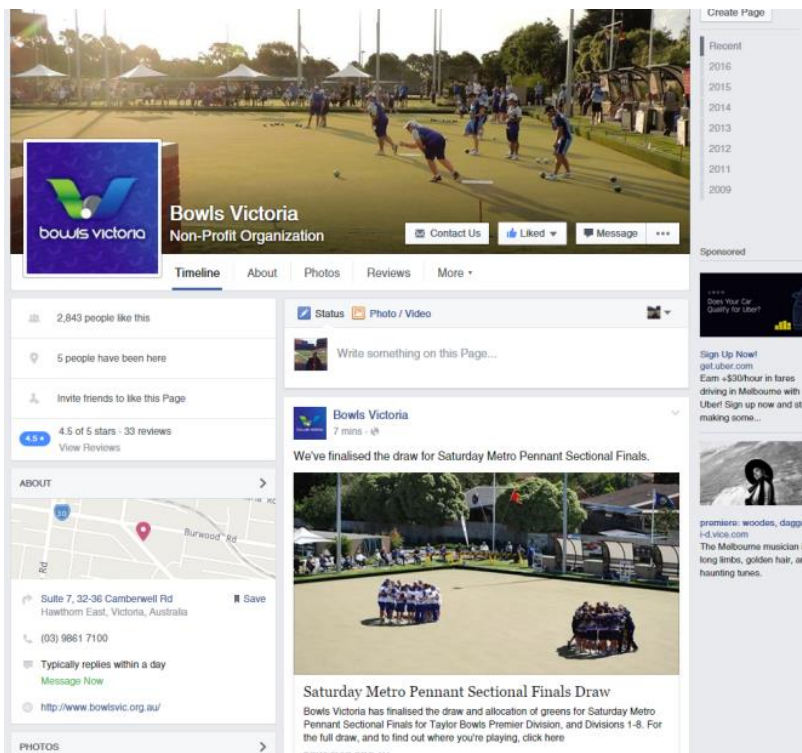 Create Page
Recent
2016
2015
2014
2013
2012
2011
2009
bowls victoria
Bowls Victoria
Non-Profit Organization
Contact Us
Liked
Message
Timeline
About
Photos
Reviews
More
2,843 people like this
5 people have been here
Invite friends to like this Page
4.5
4.5 of 5 stars · 33 reviews
View Reviews
ABOUT
30
Burwood Rd
Rd
Suite 7, 32-36 Camberwell Rd
Save
Hawthorn East, Victoria, Australia
(03) 9861 7100
Typically replies within a day
Message Now
http://www.bowlsvic.org.au/
PHOTOS
Status
Photo / Video
Write something on this Page...
Bowls Victoria
7 mins ·
We've finalised the draw for Saturday Metro Pennant Sectional Finals.
Saturday Metro Pennant Sectional Finals Draw
Bowls Victoria has finalised the draw and allocation of greens for Saturday Metro
Pennant Sectional Finals for Taylor Bowls Premier Division, and Divisions 1-8. For
the full draw, and to find out where you're playing, click here
Sponsored
UBER
Does Your Car
Qualify for Uber?
Sign Up Now!
get.uber.com
Earn +$30/hour in fares
driving in Melbourne with
Uber! Sign up now and st
making some...
premiere: woodes, dagg
i-d.vice.com
The Melbourne musician
long limbs, golden hair, a
haunting tunes.